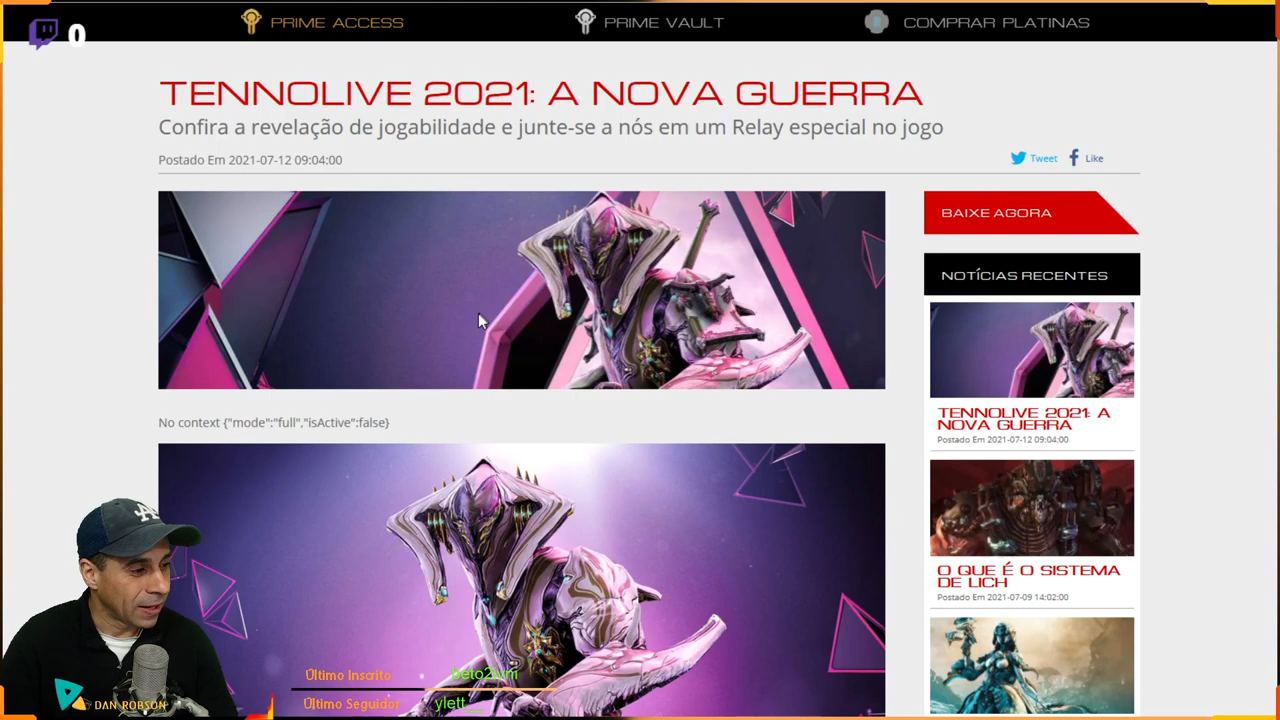 0
PRIME ACCESS
PRIME VAULT
COMPRAR PLATINAS
TENNOLIVE 2021: A NOVA GUERRA
Confira a revelação de jogabilidade e junte-se a nós em um Relay especial no jogo
Postado Em 2021-07-12 09:04:00
Tweet
Like
BAIXE AGORA
NOTÍCIAS RECENTES
No context {"mode":"full","isActive":false}
TENNOLIVE 2021: A
NOVA GUERRA
Postado Em 2021-07-12 09:04:00
O QUE É O SISTEMA
DE LICH
Postado Em 2021-07-09 14:02:00
LA
Último Inscrito
Último Seguidor
ylett__
DAN ROBSON